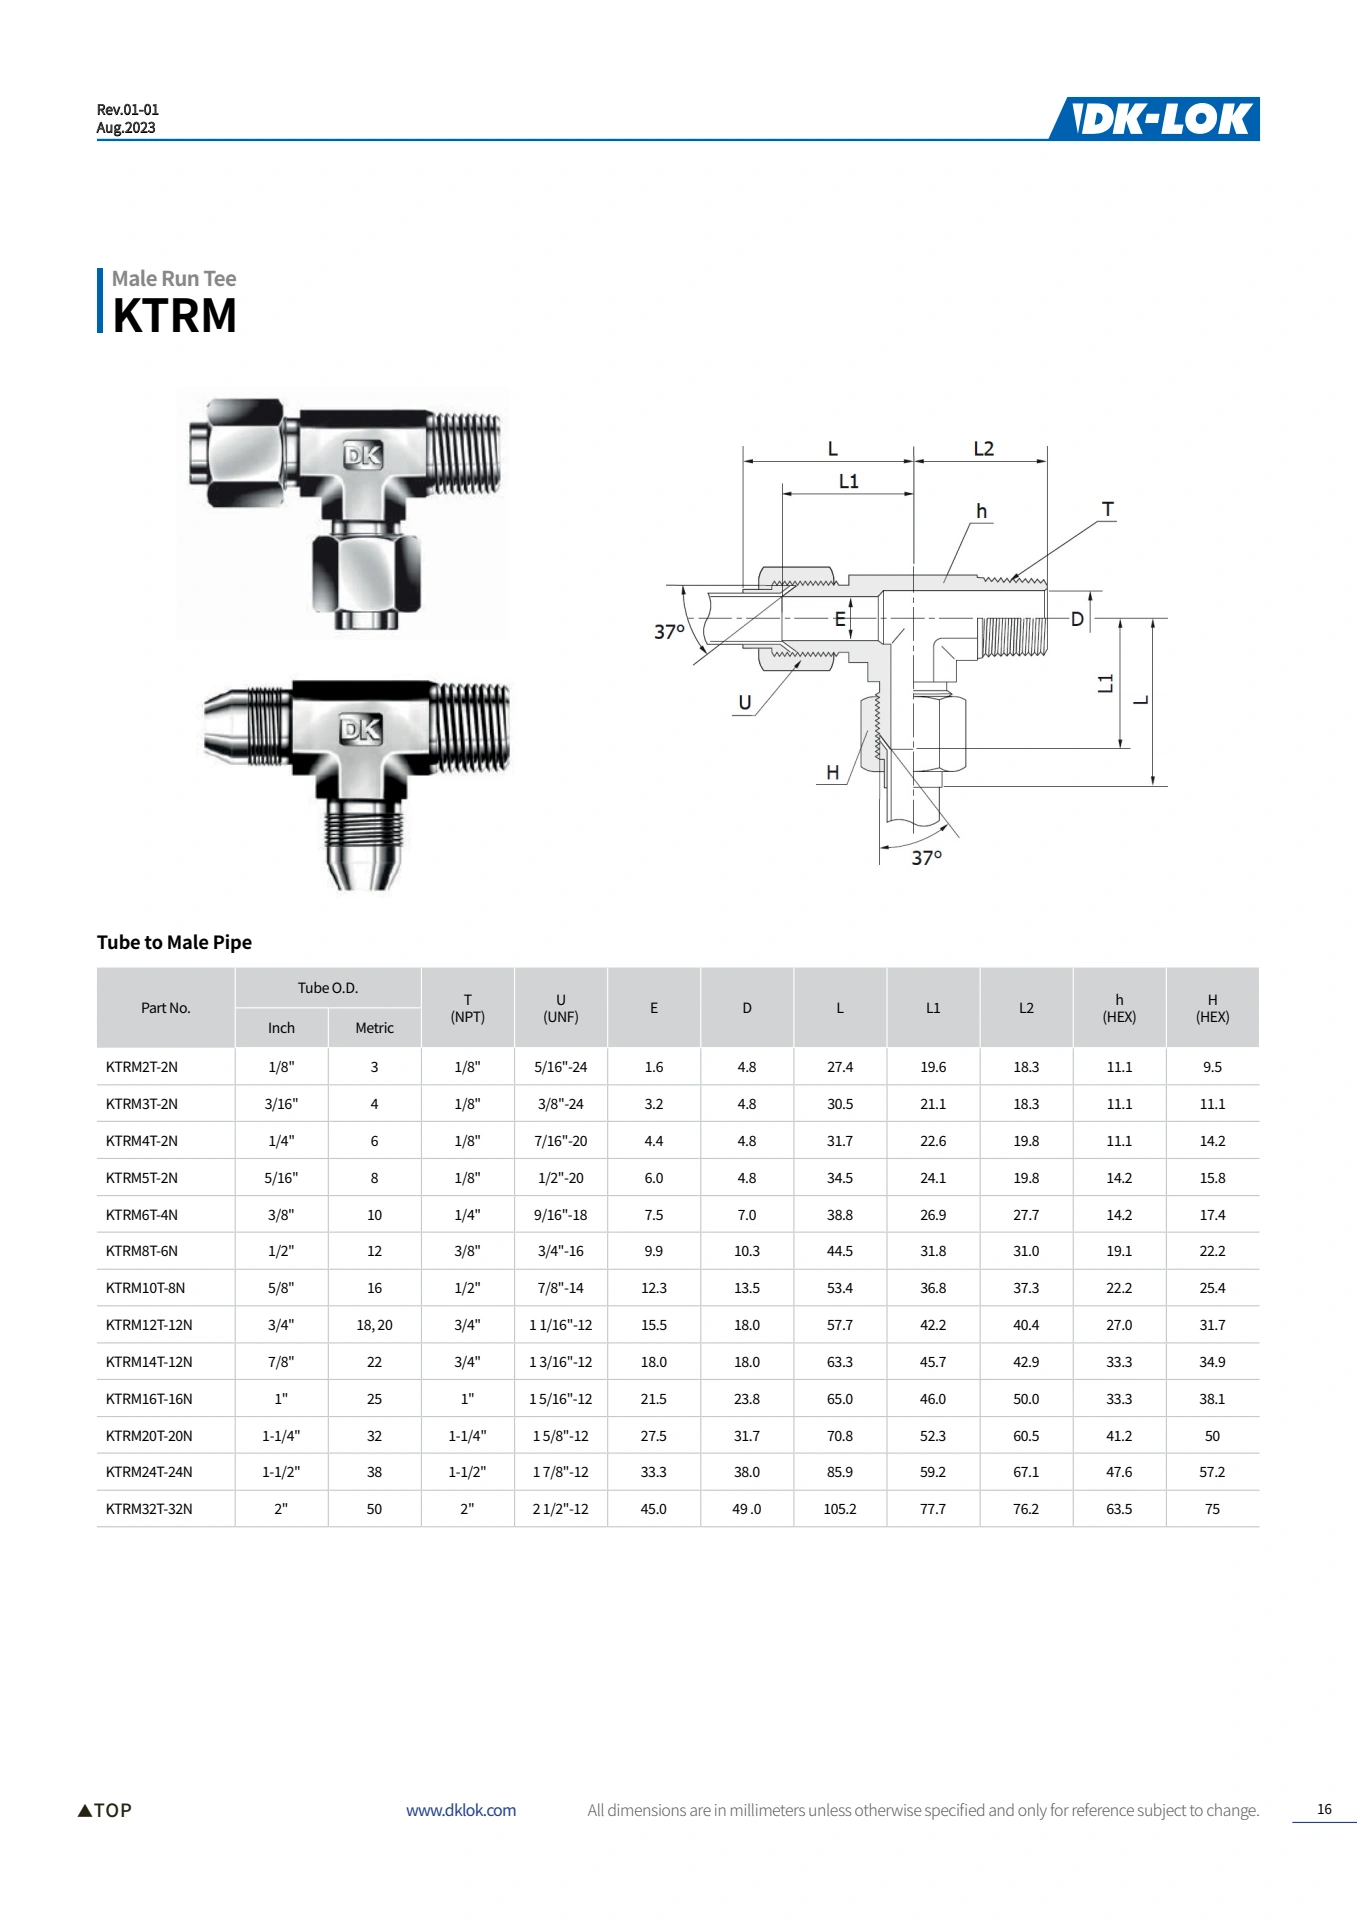 Rev.01-01
Aug.2023
DK-LOK
Male Run Tee
KTRM
DK
DK
L L2
L1
h T
E D
37°
U
L1 L
H
37°
Tube to Male Pipe
Part No. Tube O.D. Inch Metric T (NPT) U (UNF) E D L L1 L2 h (HEX) H (HEX)
KTRM2T-2N 1/8" 3 1/8" 5/16"-24 1.6 4.8 27.4 19.6 18.3 11.1 9.5
KTRM3T-2N 3/16" 4 1/8" 3/8"-24 3.2 4.8 30.5 21.1 18.3 11.1 11.1
KTRM4T-2N 1/4" 6 1/8" 7/16"-20 4.4 4.8 31.7 22.6 19.8 11.1 14.2
KTRM5T-2N 5/16" 8 1/8" 1/2"-20 6.0 4.8 34.5 24.1 19.8 14.2 15.8
KTRM6T-4N 3/8" 10 1/4" 9/16"-18 7.5 7.0 38.8 26.9 27.7 14.2 17.4
KTRM8T-6N 1/2" 12 3/8" 3/4"-16 9.9 10.3 44.5 31.8 31.0 19.1 22.2
KTRM10T-8N 5/8" 16 1/2" 7/8"-14 12.3 13.5 53.4 36.8 37.3 22.2 25.4
KTRM12T-12N 3/4" 18, 20 3/4" 1 1/16"-12 15.5 18.0 57.7 42.2 40.4 27.0 31.7
KTRM14T-12N 7/8" 22 3/4" 1 3/16"-12 18.0 18.0 63.3 45.7 42.9 33.3 34.9
KTRM16T-16N 1" 25 1" 1 5/16"-12 21.5 23.8 65.0 46.0 50.0 33.3 38.1
KTRM20T-20N 1-1/4" 32 1-1/4" 1 5/8"-12 27.5 31.7 70.8 52.3 60.5 41.2 50
KTRM24T-24N 1-1/2" 38 1-1/2" 1 7/8"-12 33.3 38.0 85.9 59.2 67.1 47.6 57.2
KTRM32T-32N 2" 50 2" 2 1/2"-12 45.0 49 .0 105.2 77.7 76.2 63.5 75
▲TOP www.dklok.com All dimensions are in millimeters unless otherwise specified and only for reference subject to change. 16